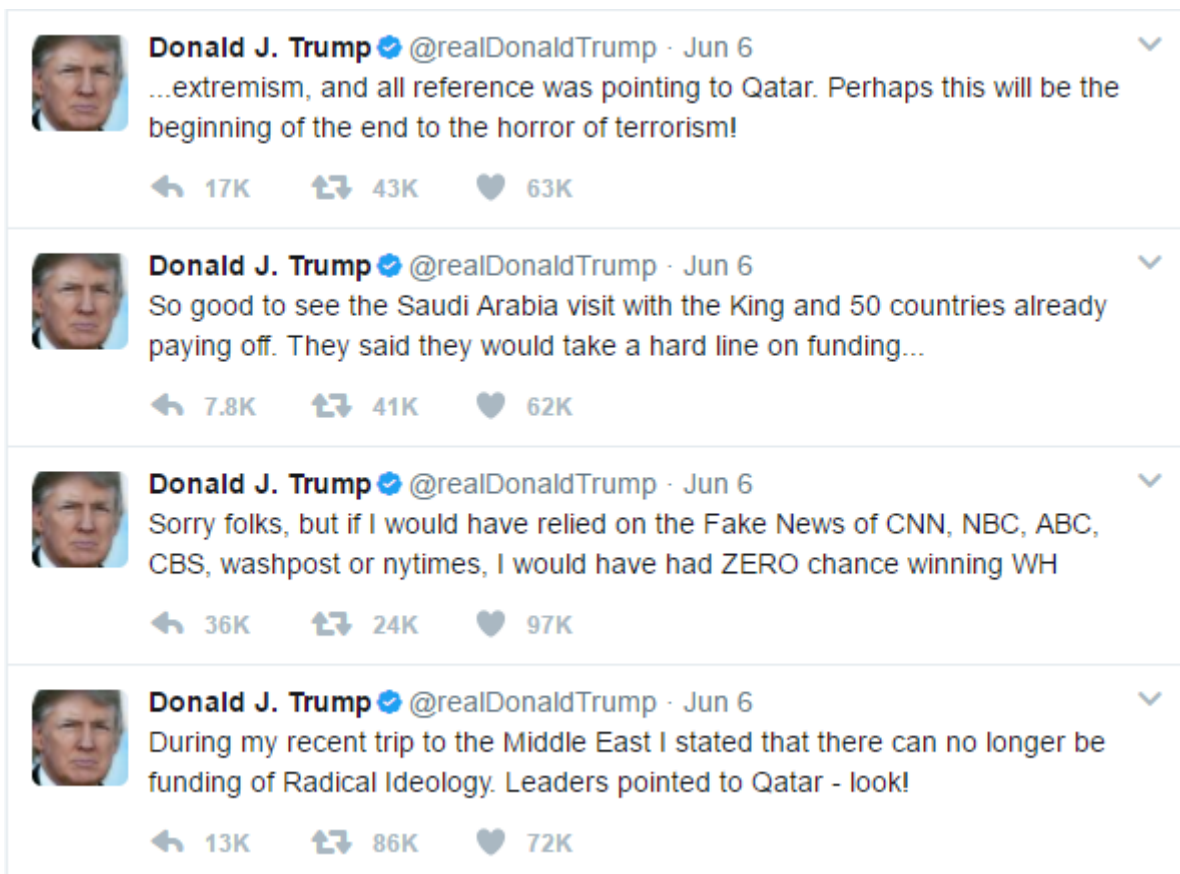 Donald J. Trump @realDonaldTrump · Jun 6
...extremism, and all reference was pointing to Qatar. Perhaps this will be the
beginning of the end to the horror of terrorism!
17K 43K 63K
Donald J. Trump @realDonaldTrump · Jun 6
So good to see the Saudi Arabia visit with the King and 50 countries already
paying off. They said they would take a hard line on funding...
7.8K 41K 62K
Donald J. Trump @realDonaldTrump · Jun 6
Sorry folks, but if I would have relied on the Fake News of CNN, NBC, ABC,
CBS, washpost or nytimes, I would have had ZERO chance winning WH
36K 24K 97K
Donald J. Trump @realDonaldTrump · Jun 6
During my recent trip to the Middle East I stated that there can no longer be
funding of Radical Ideology. Leaders pointed to Qatar - look!
13K 86K 72K